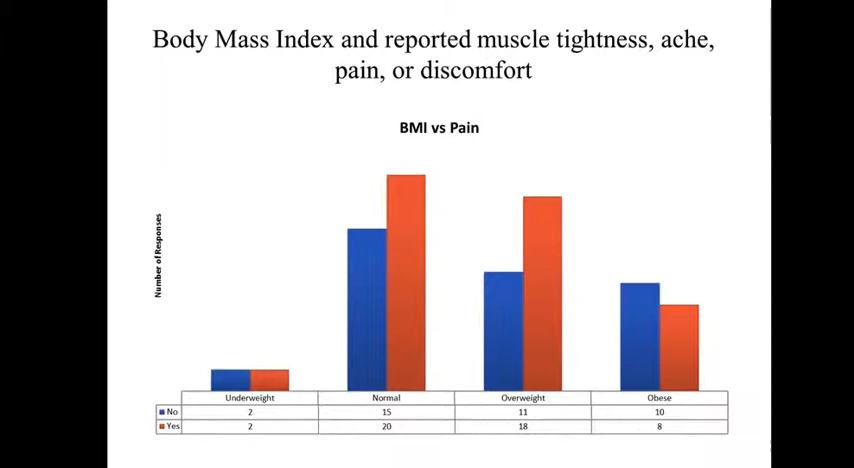 Body Mass Index and reported muscle tightness, ache,
pain, or discomfort
BMI vs Pain
Number of Responses
Underweight Normal Overweight Obese
No 2 15 11 10
Yes 2 20 18 8